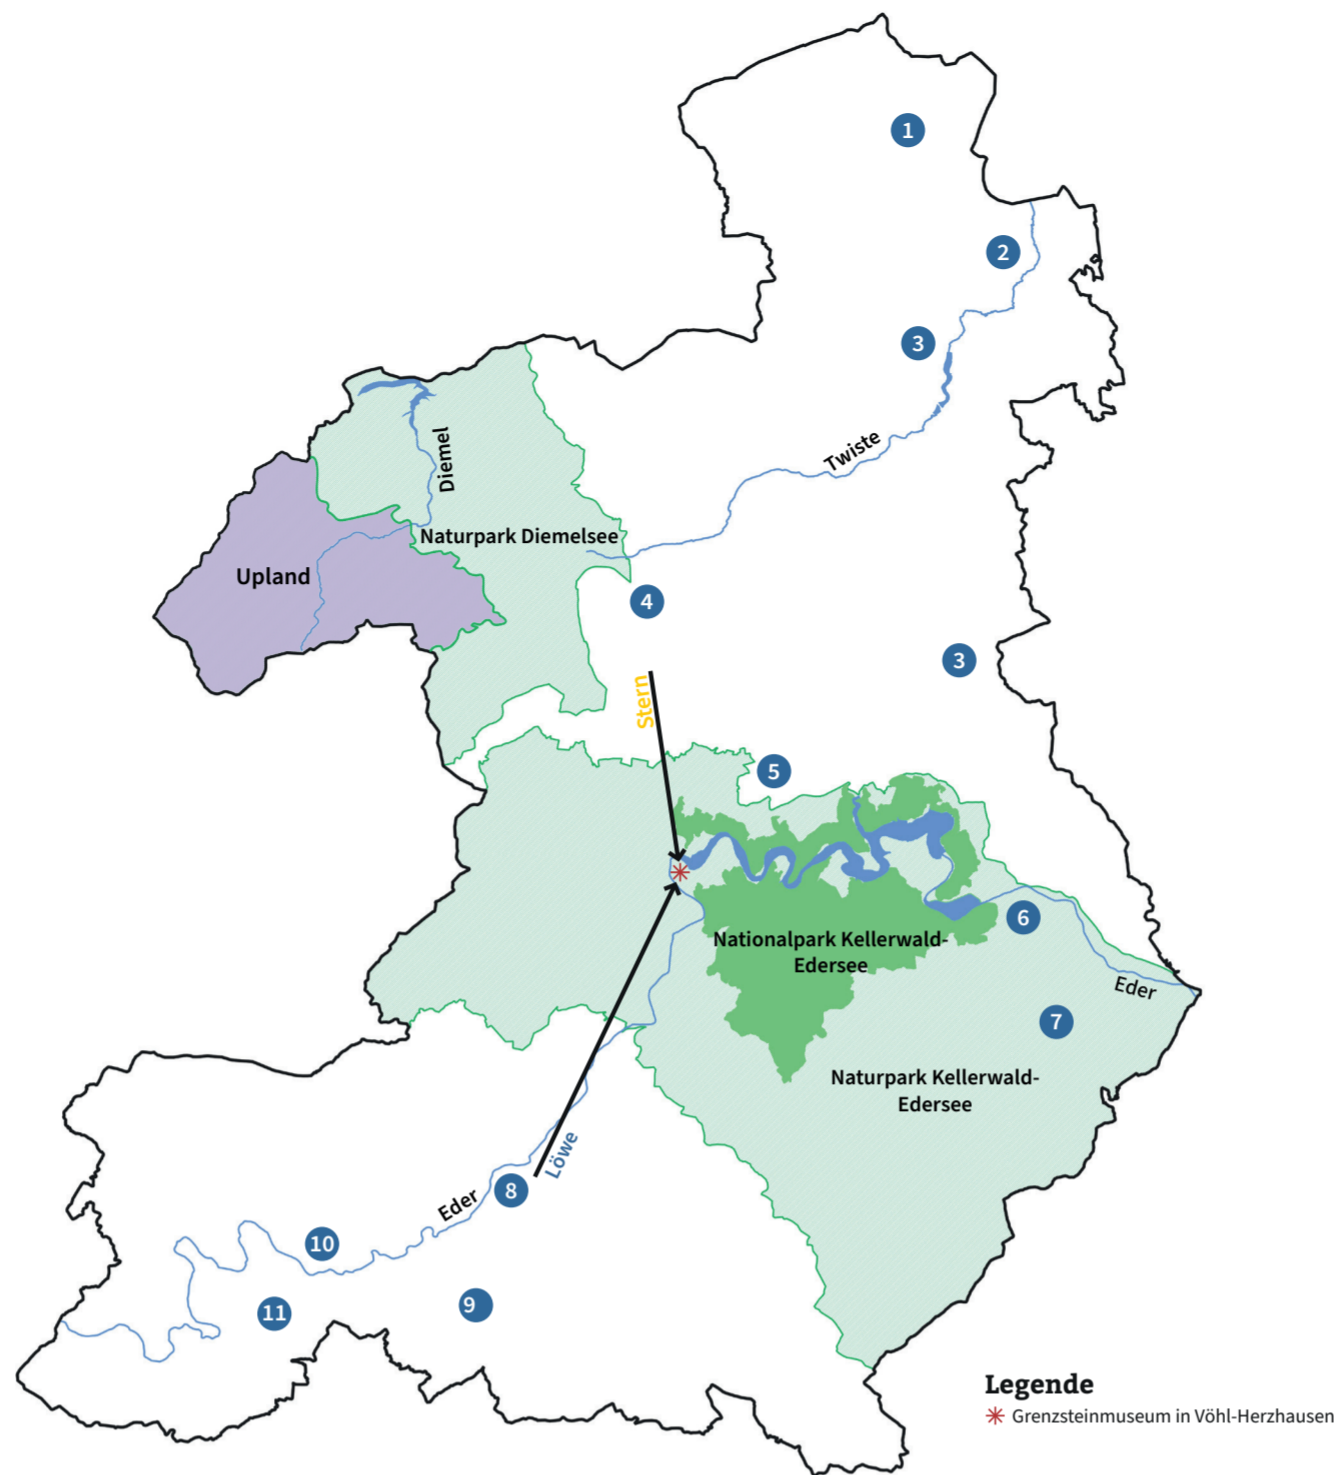 1
2
3
Twiste
Diemel
Naturpark Diemelsee
Upland
4
3
Stern
5
Nationalpark Kellerwald-
Edersee
6
Eder
7
Naturpark Kellerwald-
Edersee
Löwe
8
Eder
10
9
11
Legende
Grenzsteinmuseum in Vöhl-Herzhausen